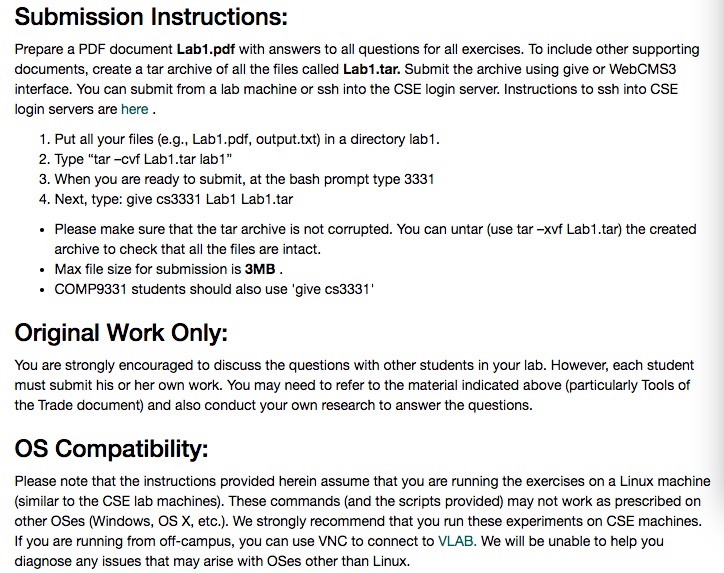 Submission Instructions:
Prepare a PDF document Lab1.pdf with answers to all questions for all exercises. To include other supporting
documents, create a tar archive of all the files called Lab1.tar. Submit the archive using give or WebCMS3
interface. You can submit from a lab machine or ssh into the CSE login server. Instructions to ssh into CSE
login servers are here .
1. Put all your files (e.g., Lab1.pdf, output.txt) in a directory lab1.
2. Type “tar –cvf Lab1.tar lab1”
3. When you are ready to submit, at the bash prompt type 3331
4. Next, type: give cs3331 Lab1 Lab1.tar
• Please make sure that the tar archive is not corrupted. You can untar (use tar –xvf Lab1.tar) the created
archive to check that all the files are intact.
• Max file size for submission is 3MB .
• COMP9331 students should also use 'give cs3331'
Original Work Only:
You are strongly encouraged to discuss the questions with other students in your lab. However, each student
must submit his or her own work. You may need to refer to the material indicated above (particularly Tools of
the Trade document) and also conduct your own research to answer the questions.
OS Compatibility:
Please note that the instructions provided herein assume that you are running the exercises on a Linux machine
(similar to the CSE lab machines). These commands (and the scripts provided) may not work as prescribed on
other OSes (Windows, OS X, etc.). We strongly recommend that you run these experiments on CSE machines.
If you are running from off-campus, you can use VNC to connect to VLAB. We will be unable to help you
diagnose any issues that may arise with OSes other than Linux.